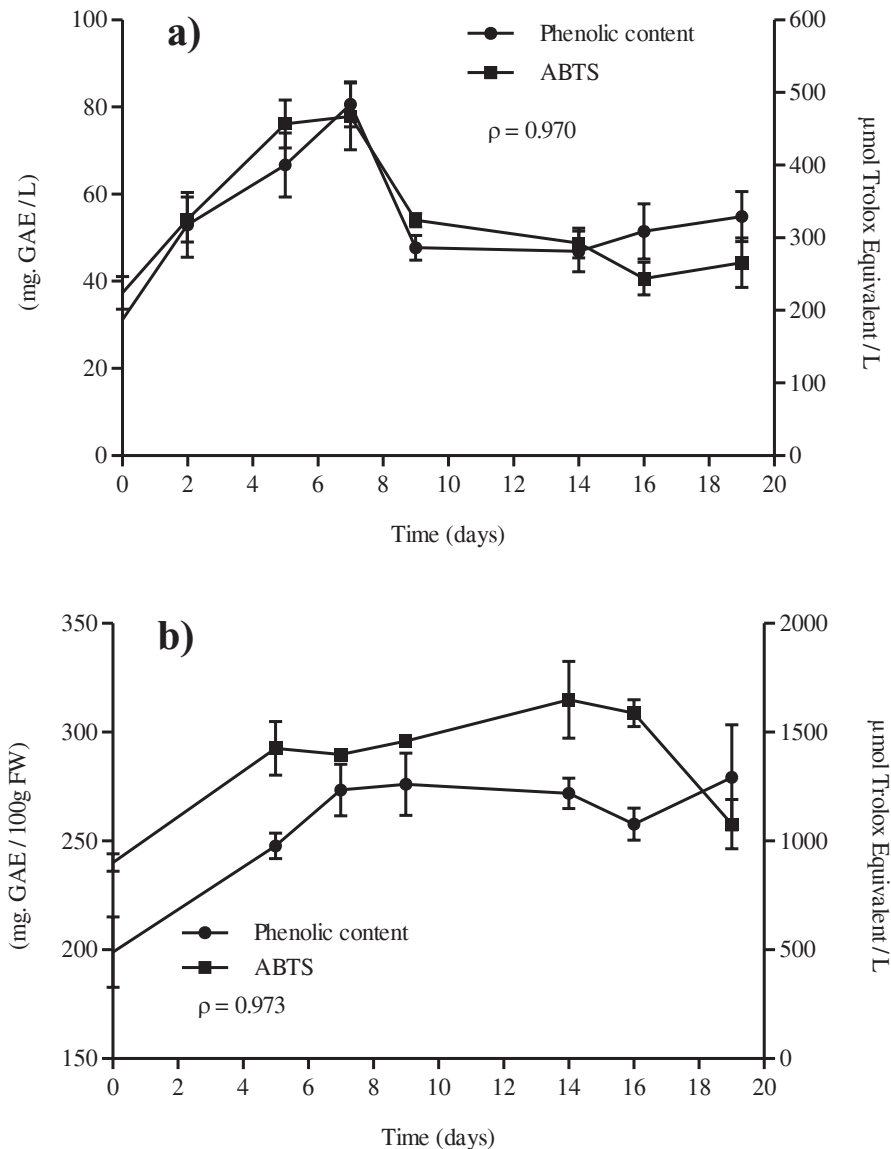 a)
Phenolic content
ABTS
ρ = 0.970
100
80
60
40
20
0
(mg. GAE / L)
600
500
400
300
200
100
0
μmol Trolox Equivalent / L
0 2 4 6 8 10 12 14 16 18 20
Time (days)
b)
Phenolic content
ABTS
ρ = 0.973
350
300
250
200
150
(mg. GAE / 100g FW)
2000
1500
1000
500
0
μmol Trolox Equivalent / L
0 2 4 6 8 10 12 14 16 18 20
Time (days)